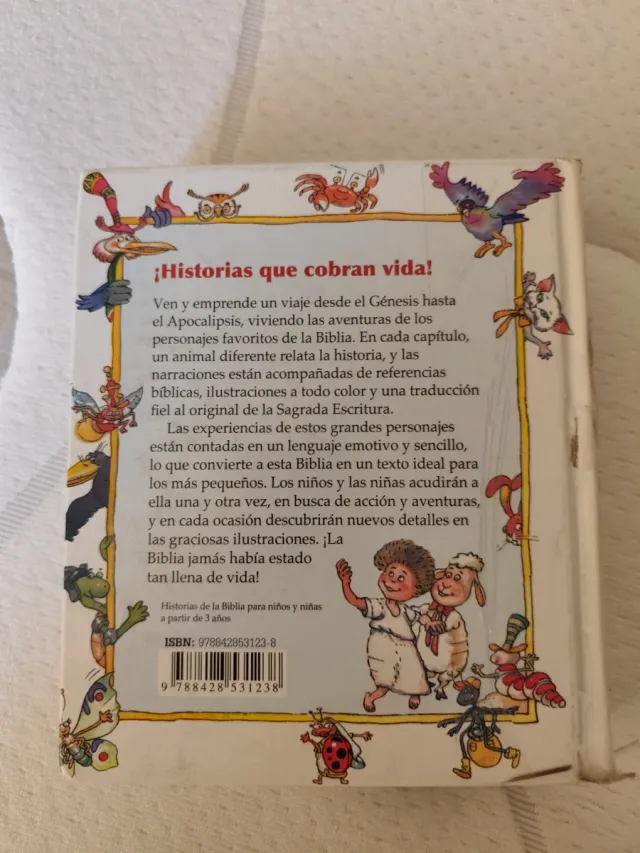 ¡Historias que cobran vida!
Ven y emprende un viaje desde el Génesis hasta
el Apocalipsis, viviendo las aventuras de los
personajes favoritos de la Biblia. En cada capítulo,
un animal diferente relata la historia, y las
narraciones están acompañadas de referencias
bíblicas, ilustraciones a todo color y una traducción
fiel al original de la Sagrada Escritura.
Las experiencias de estos grandes personajes
están contadas en un lenguaje emotivo y sencillo,
lo que convierte a esta Biblia en un texto ideal para
los más pequeños. Los niños y las niñas acudirán a
ella una y otra vez, en busca de acción y aventuras,
y en cada ocasión descubrirán nuevos detalles en
las graciosas ilustraciones. ¡La
Biblia jamás había estado
tan llena de vida!
Historias de la Biblia para niños y niñas
a partir de 3 años
ISBN: 978842853123-8
9 788428 531238